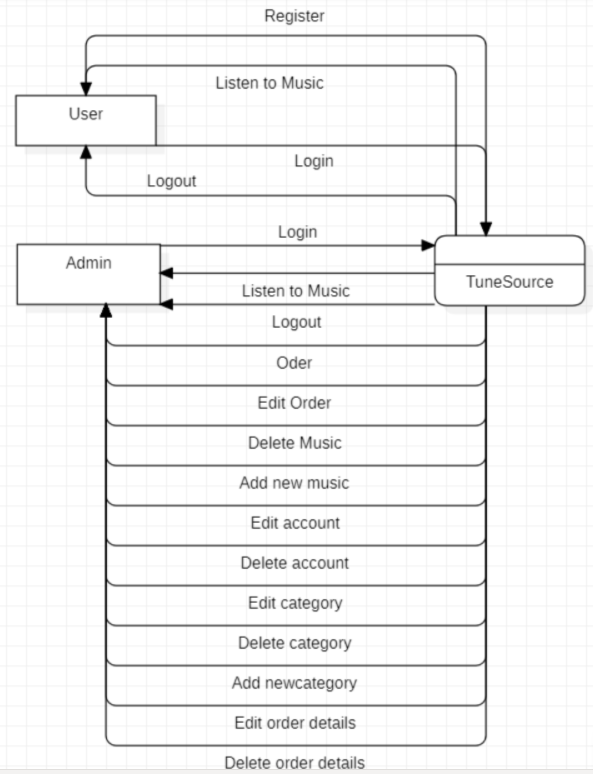 Register
Listen to Music
User
Login
Logout
Login
Admin
TuneSource
Listen to Music
Logout
Oder
Edit Order
Delete Music
Add new music
Edit account
Delete account
Edit category
Delete category
Add newcategory
Edit order details
Delete order details